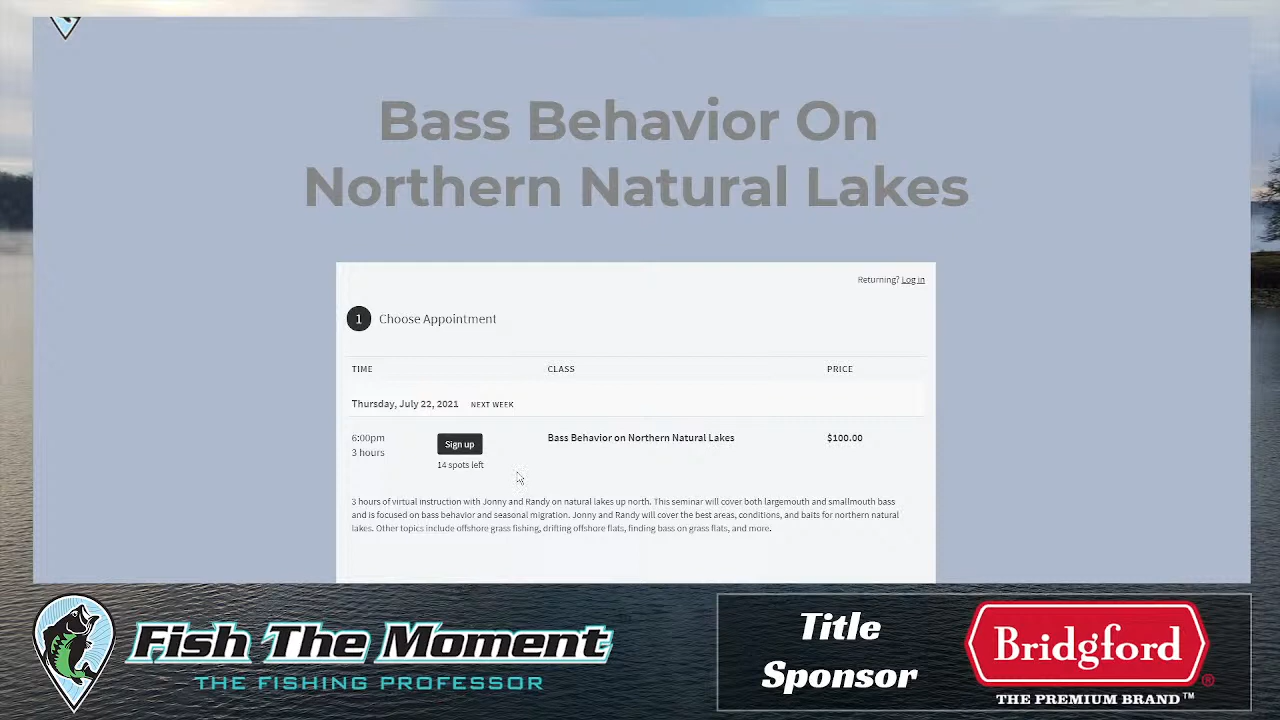 Bass Behavior On
Northern Natural Lakes
Returning? Log in
1 Choose Appointment
TIME CLASS PRICE
Thursday, July 22, 2021 NEXT WEEK
6:00pm Sign up Bass Behavior on Northern Natural Lakes $100.00
3 hours 14 spots left
3 hours of virtual instruction with Jonny and Randy on natural lakes up north. This seminar will cover both largemouth and smallmouth bass
and is focused on bass behavior and seasonal migration. Jonny and Randy will cover the best areas, conditions, and baits for northern natural
lakes. Other topics include offshore grass fishing, drifting offshore flats, finding bass on grass flats, and more.
Fish The Moment
THE FISHING PROFESSOR
Title
Sponsor
Bridgford®
THE PREMIUM BRAND™